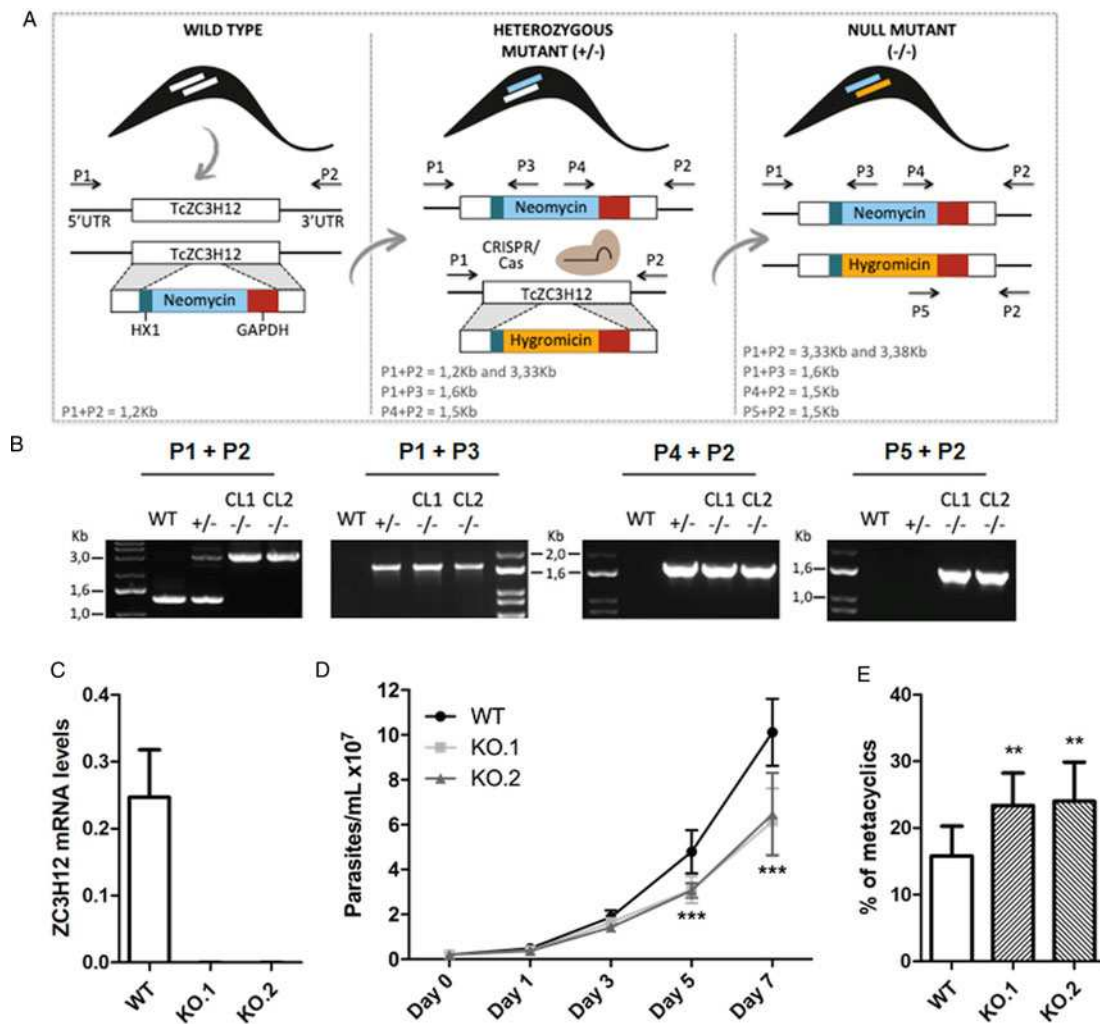 A
WILD TYPE
P1
P2
TcZC3H12
5'UTR
3'UTR
TcZC3H12
Neomycin
HX1
GAPDH
P1+P2 = 1,2Kb
HETEROZYGOUS
MUTANT (+/-)
P1
P3
P4
P2
Neomycin
CRISPR/
Cas
P1
P2
TcZC3H12
Hygromicin
P1+P2 = 1,2Kb and 3,33Kb
P1+P3 = 1,6Kb
P4+P2 = 1,5Kb
NULL MUTANT
(-/-)
P1
P3
P4
P2
Neomycin
Hygromicin
P5
P2
P1+P2 = 3,33Kb and 3,38Kb
P1+P3 = 1,6Kb
P4+P2 = 1,5Kb
P5+P2 = 1,5Kb
B
P1 + P2
Kb
WT
+/-
CL1
-/-
CL2
-/-
3,0
1,6
1,0
P1 + P3
WT
+/-
CL1
-/-
CL2
-/-
Kb
2,0
1,6
P4 + P2
WT
+/-
CL1
-/-
CL2
-/-
P5 + P2
Kb
WT
+/-
CL1
-/-
CL2
-/-
1,6
1,0
C
ZC3H12 mRNA levels
0.4
0.3
0.2
0.1
0.0
WT
KO.1
KO.2
D
Parasites/mL x10⁷
12
10
8
6
4
2
0
WT
KO.1
KO.2
***
***
Day 0
Day 1
Day 3
Day 5
Day 7
E
% of metacyclics
40
30
20
10
0
**
**
WT
KO.1
KO.2